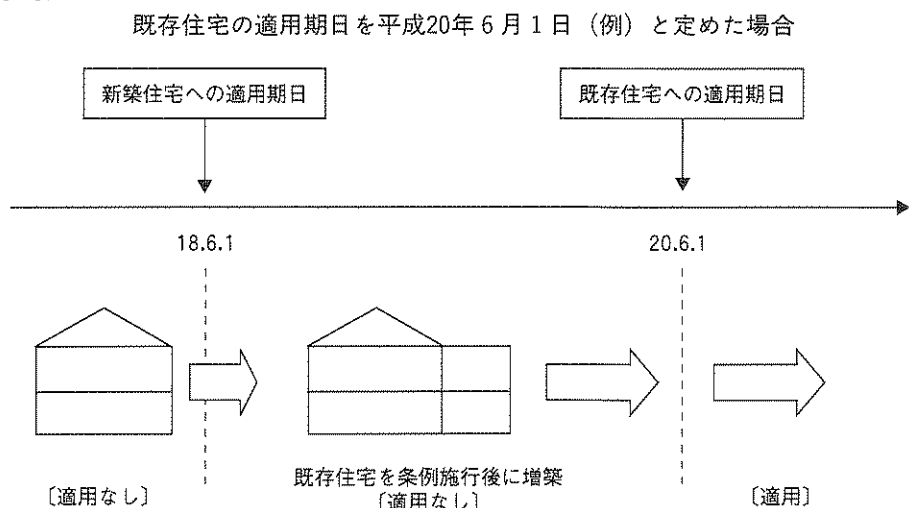 既存住宅の適用期日を平成20年6月1日（例）と定めた場合
新築住宅への適用期日
既存住宅への適用期日
18.6.1
20.6.1
既存住宅を条例施行後に増築
〔適用なし〕
〔適用なし〕
〔適用〕